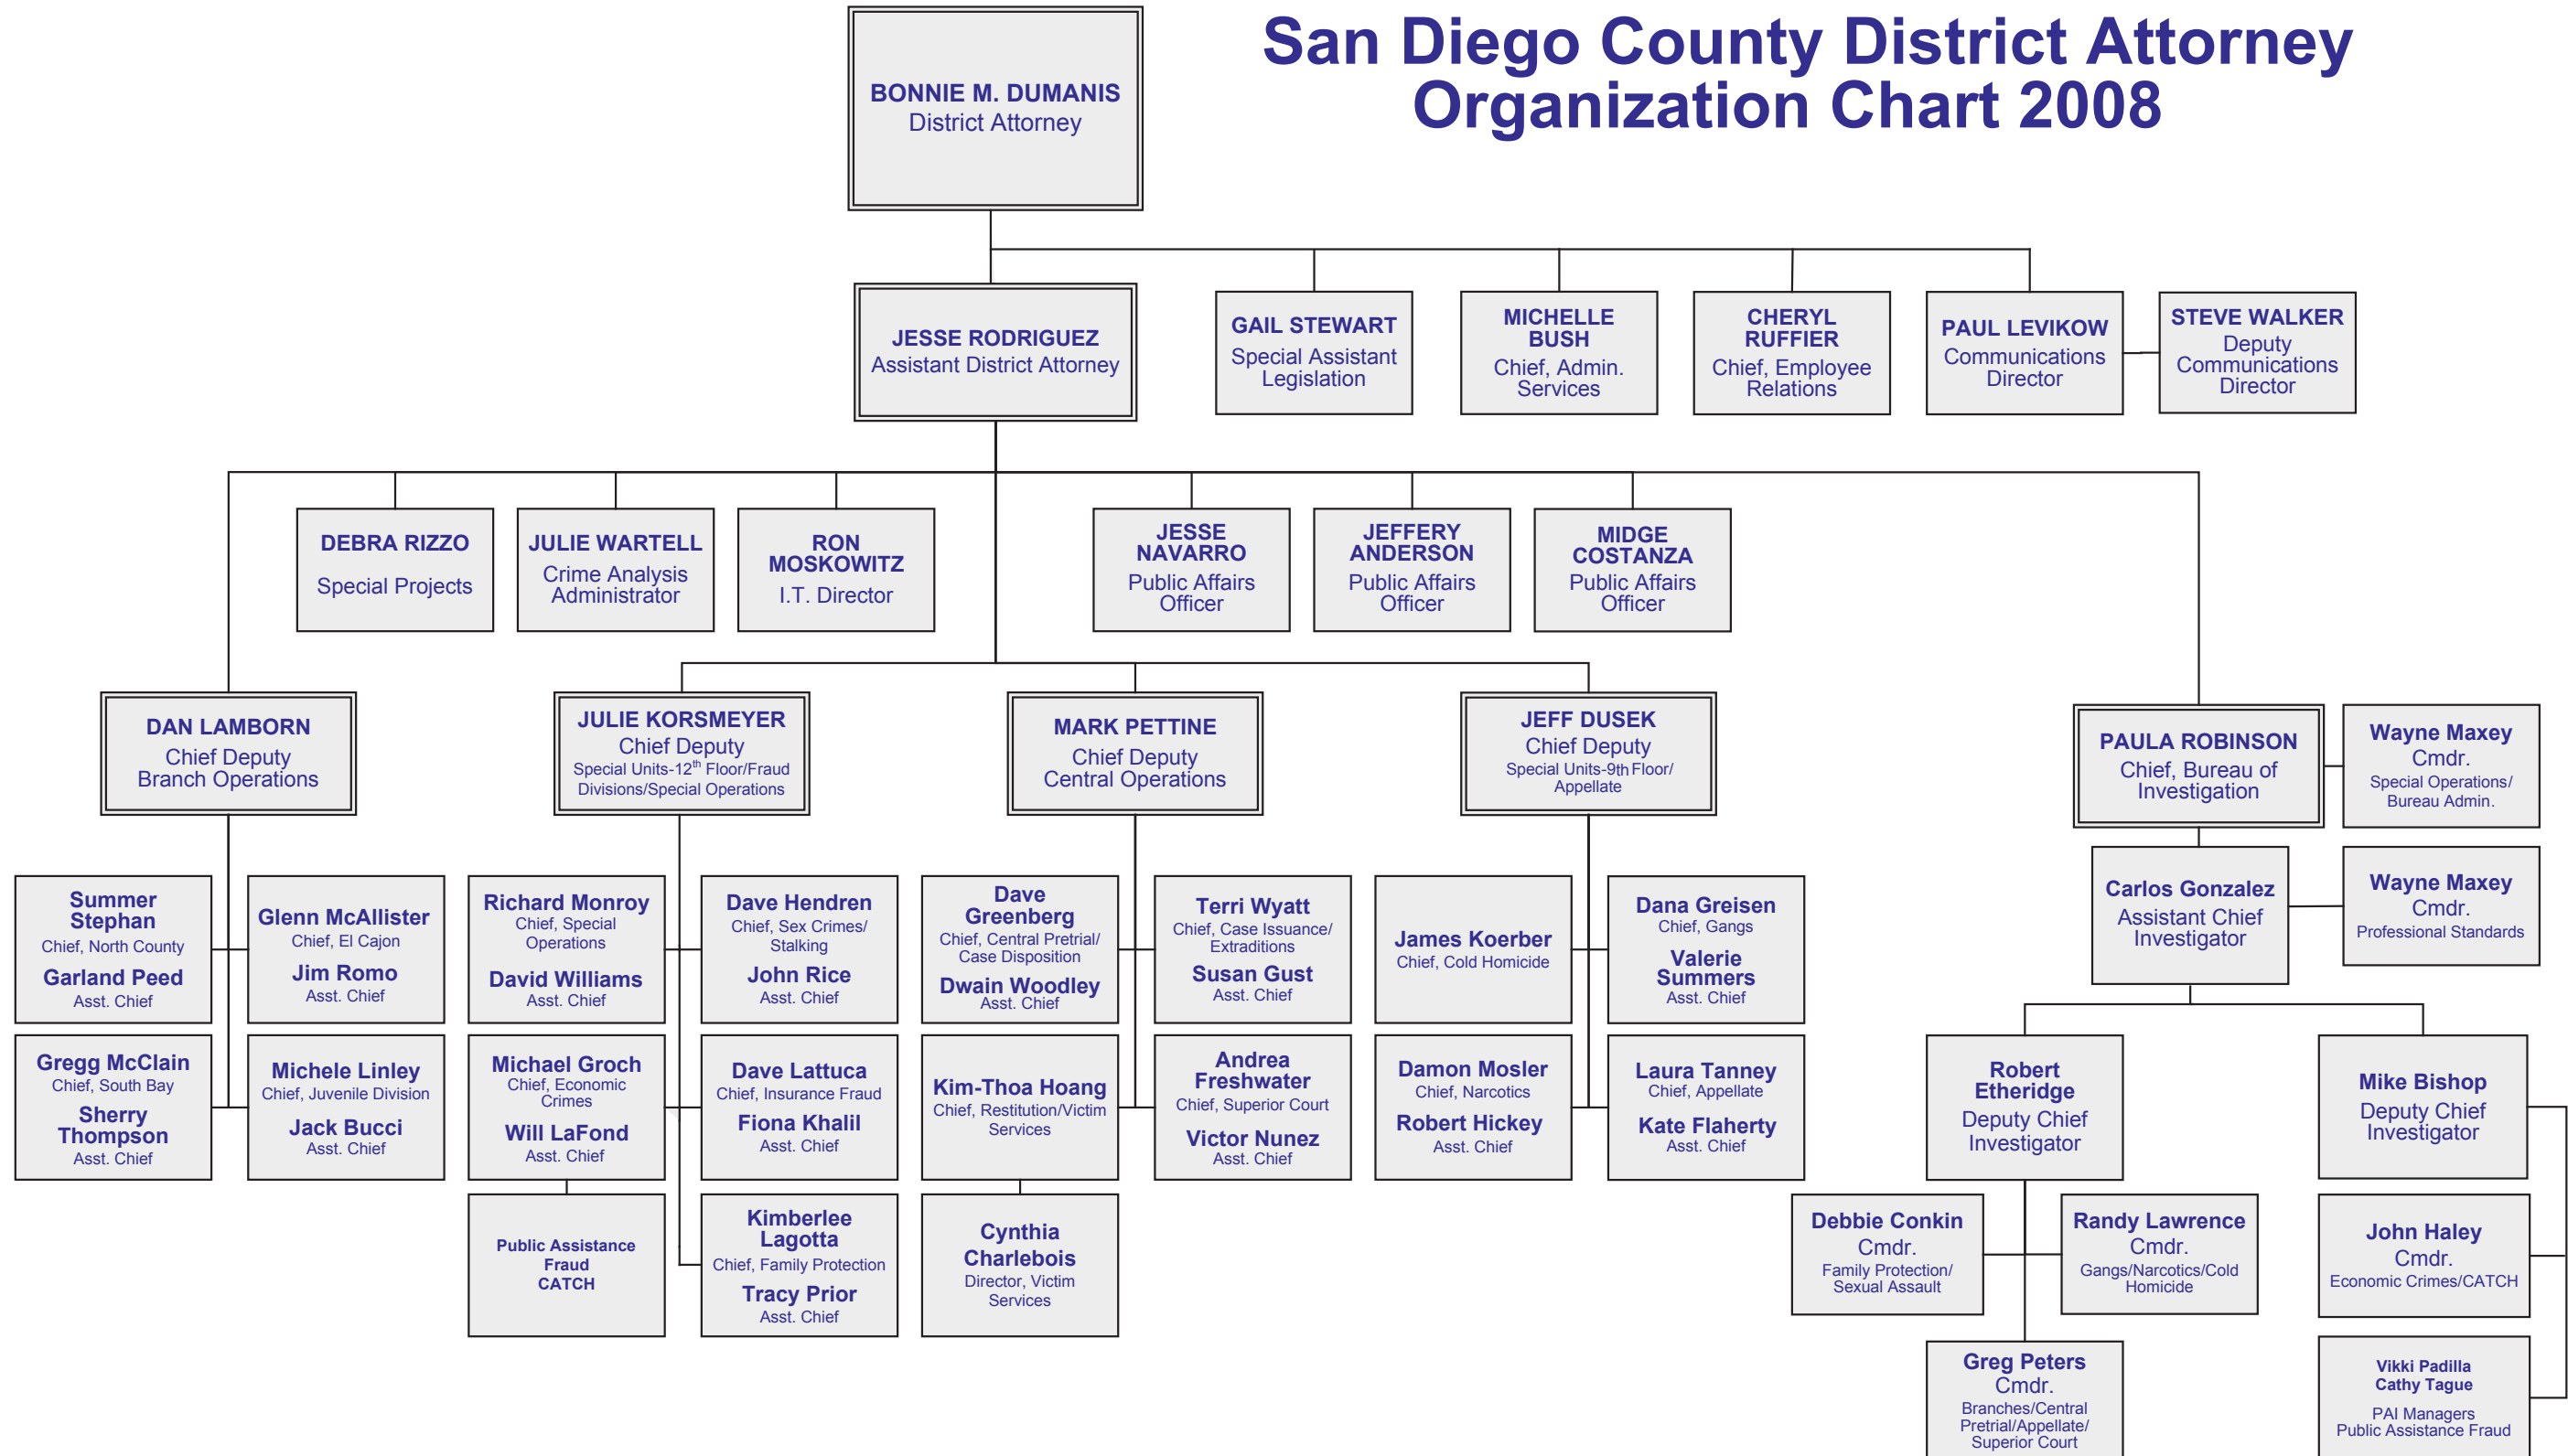 San Diego County District Attorney
Organization Chart 2008
BONNIE M. DUMANIS
District Attorney
JESSE RODRIGUEZ
Assistant District Attorney
GAIL STEWART
Special Assistant
Legislation
MICHELLE
BUSH
Chief, Admin.
Services
CHERYL
RUFFIER
Chief, Employee
Relations
PAUL LEVIKOW
Communications
Director
STEVE WALKER
Deputy
Communications
Director
DEBRA RIZZO
Special Projects
JULIE WARTELL
Crime Analysis
Administrator
RON
MOSKOWITZ
I.T. Director
JESSE
NAVARRO
Public Affairs
Officer
JEFFERY
ANDERSON
Public Affairs
Officer
MIDGE
COSTANZA
Public Affairs
Officer
DAN LAMBORN
Chief Deputy
Branch Operations
JULIE KORSMEYER
Chief Deputy
Special Units-12th Floor/Fraud
Divisions/Special Operations
MARK PETTINE
Chief Deputy
Central Operations
JEFF DUSEK
Chief Deputy
Special Units-9th Floor/
Appellate
PAULA ROBINSON
Chief, Bureau of
Investigation
Wayne Maxey
Cmdr.
Special Operations/
Bureau Admin.
Summer
Stephan
Chief, North County
Garland Peed
Asst. Chief
Glenn McAllister
Chief, El Cajon
Jim Romo
Asst. Chief
Richard Monroy
Chief, Special
Operations
David Williams
Asst. Chief
Dave Hendren
Chief, Sex Crimes/
Stalking
John Rice
Asst. Chief
Dave
Greenberg
Chief, Central Pretrial/
Case Disposition
Dwain Woodley
Asst. Chief
Terri Wyatt
Chief, Case Issuance/
Extraditions
Susan Gust
Asst. Chief
James Koerber
Chief, Cold Homicide
Dana Greisen
Chief, Gangs
Valerie
Summers
Asst. Chief
Carlos Gonzalez
Assistant Chief
Investigator
Wayne Maxey
Cmdr.
Professional Standards
Gregg McClain
Chief, South Bay
Sherry
Thompson
Asst. Chief
Michele Linley
Chief, Juvenile Division
Jack Bucci
Asst. Chief
Michael Groch
Chief, Economic
Crimes
Will LaFond
Asst. Chief
Dave Lattuca
Chief, Insurance Fraud
Fiona Khalil
Asst. Chief
Kim-Thoa Hoang
Chief, Restitution/Victim
Services
Andrea
Freshwater
Chief, Superior Court
Victor Nunez
Asst. Chief
Damon Mosler
Chief, Narcotics
Robert Hickey
Asst. Chief
Laura Tanney
Chief, Appellate
Kate Flaherty
Asst. Chief
Robert
Etheridge
Deputy Chief
Investigator
Mike Bishop
Deputy Chief
Investigator
Public Assistance
Fraud
CATCH
Kimberlee
Lagotta
Chief, Family Protection
Tracy Prior
Asst. Chief
Cynthia
Charlebois
Director, Victim
Services
Debbie Conkin
Cmdr.
Family Protection/
Sexual Assault
Randy Lawrence
Cmdr.
Gangs/Narcotics/Cold
Homicide
John Haley
Cmdr.
Economic Crimes/CATCH
Greg Peters
Cmdr.
Branches/Central
Pretrial/Appellate/
Superior Court
Vikki Padilla
Cathy Tague
PAI Managers
Public Assistance Fraud